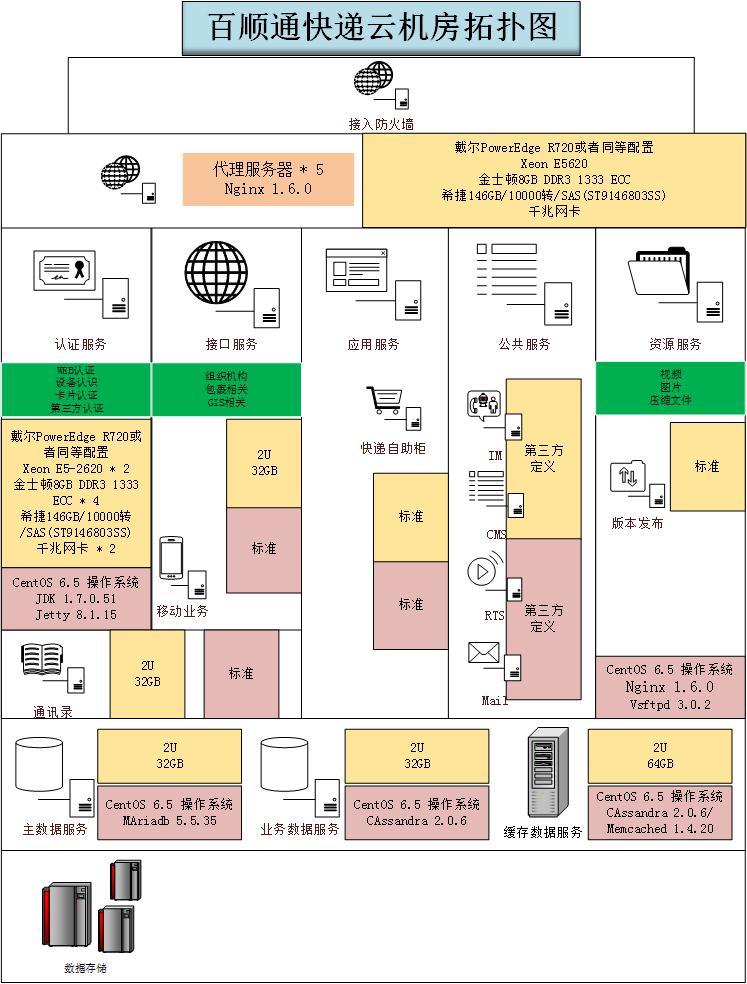 百顺通快递云机房拓扑图
接入防火墙
代理服务器 * 5
Nginx 1.6.0
戴尔PowerEdge R720或者同等配置
Xeon E5620
金士顿8GB DDR3 1333 ECC
希捷146GB/10000转/SAS(ST9146803SS)
千兆网卡
认证服务
接口服务
应用服务
公共服务
资源服务
WEB认证
设备认识
卡片认证
第三方认证
组织机构
包裹相关
GIS相关
视频
图片
压缩文件
戴尔PowerEdge R720或
者同等配置
Xeon E5-2620 * 2
金士顿8GB DDR3 1333
ECC * 4
希捷146GB/10000转
/SAS(ST9146803SS)
千兆网卡 * 2
CentOS 6.5 操作系统
JDK 1.7.0.51
Jetty 8.1.15
2U
32GB
标准
移动业务
快递自助柜
标准
标准
IM
CMS
RTS
Mail
第三方
定义
第三方
定义
版本发布
标准
CentOS 6.5 操作系统
Nginx 1.6.0
Vsftpd 3.0.2
通讯录
2U
32GB
标准
主数据服务
2U
32GB
CentOS 6.5 操作系统
MAriadb 5.5.35
业务数据服务
2U
32GB
CentOS 6.5 操作系统
CAssandra 2.0.6
缓存数据服务
2U
64GB
CentOS 6.5 操作系统
CAssandra 2.0.6/
Memcached 1.4.20
数据存储